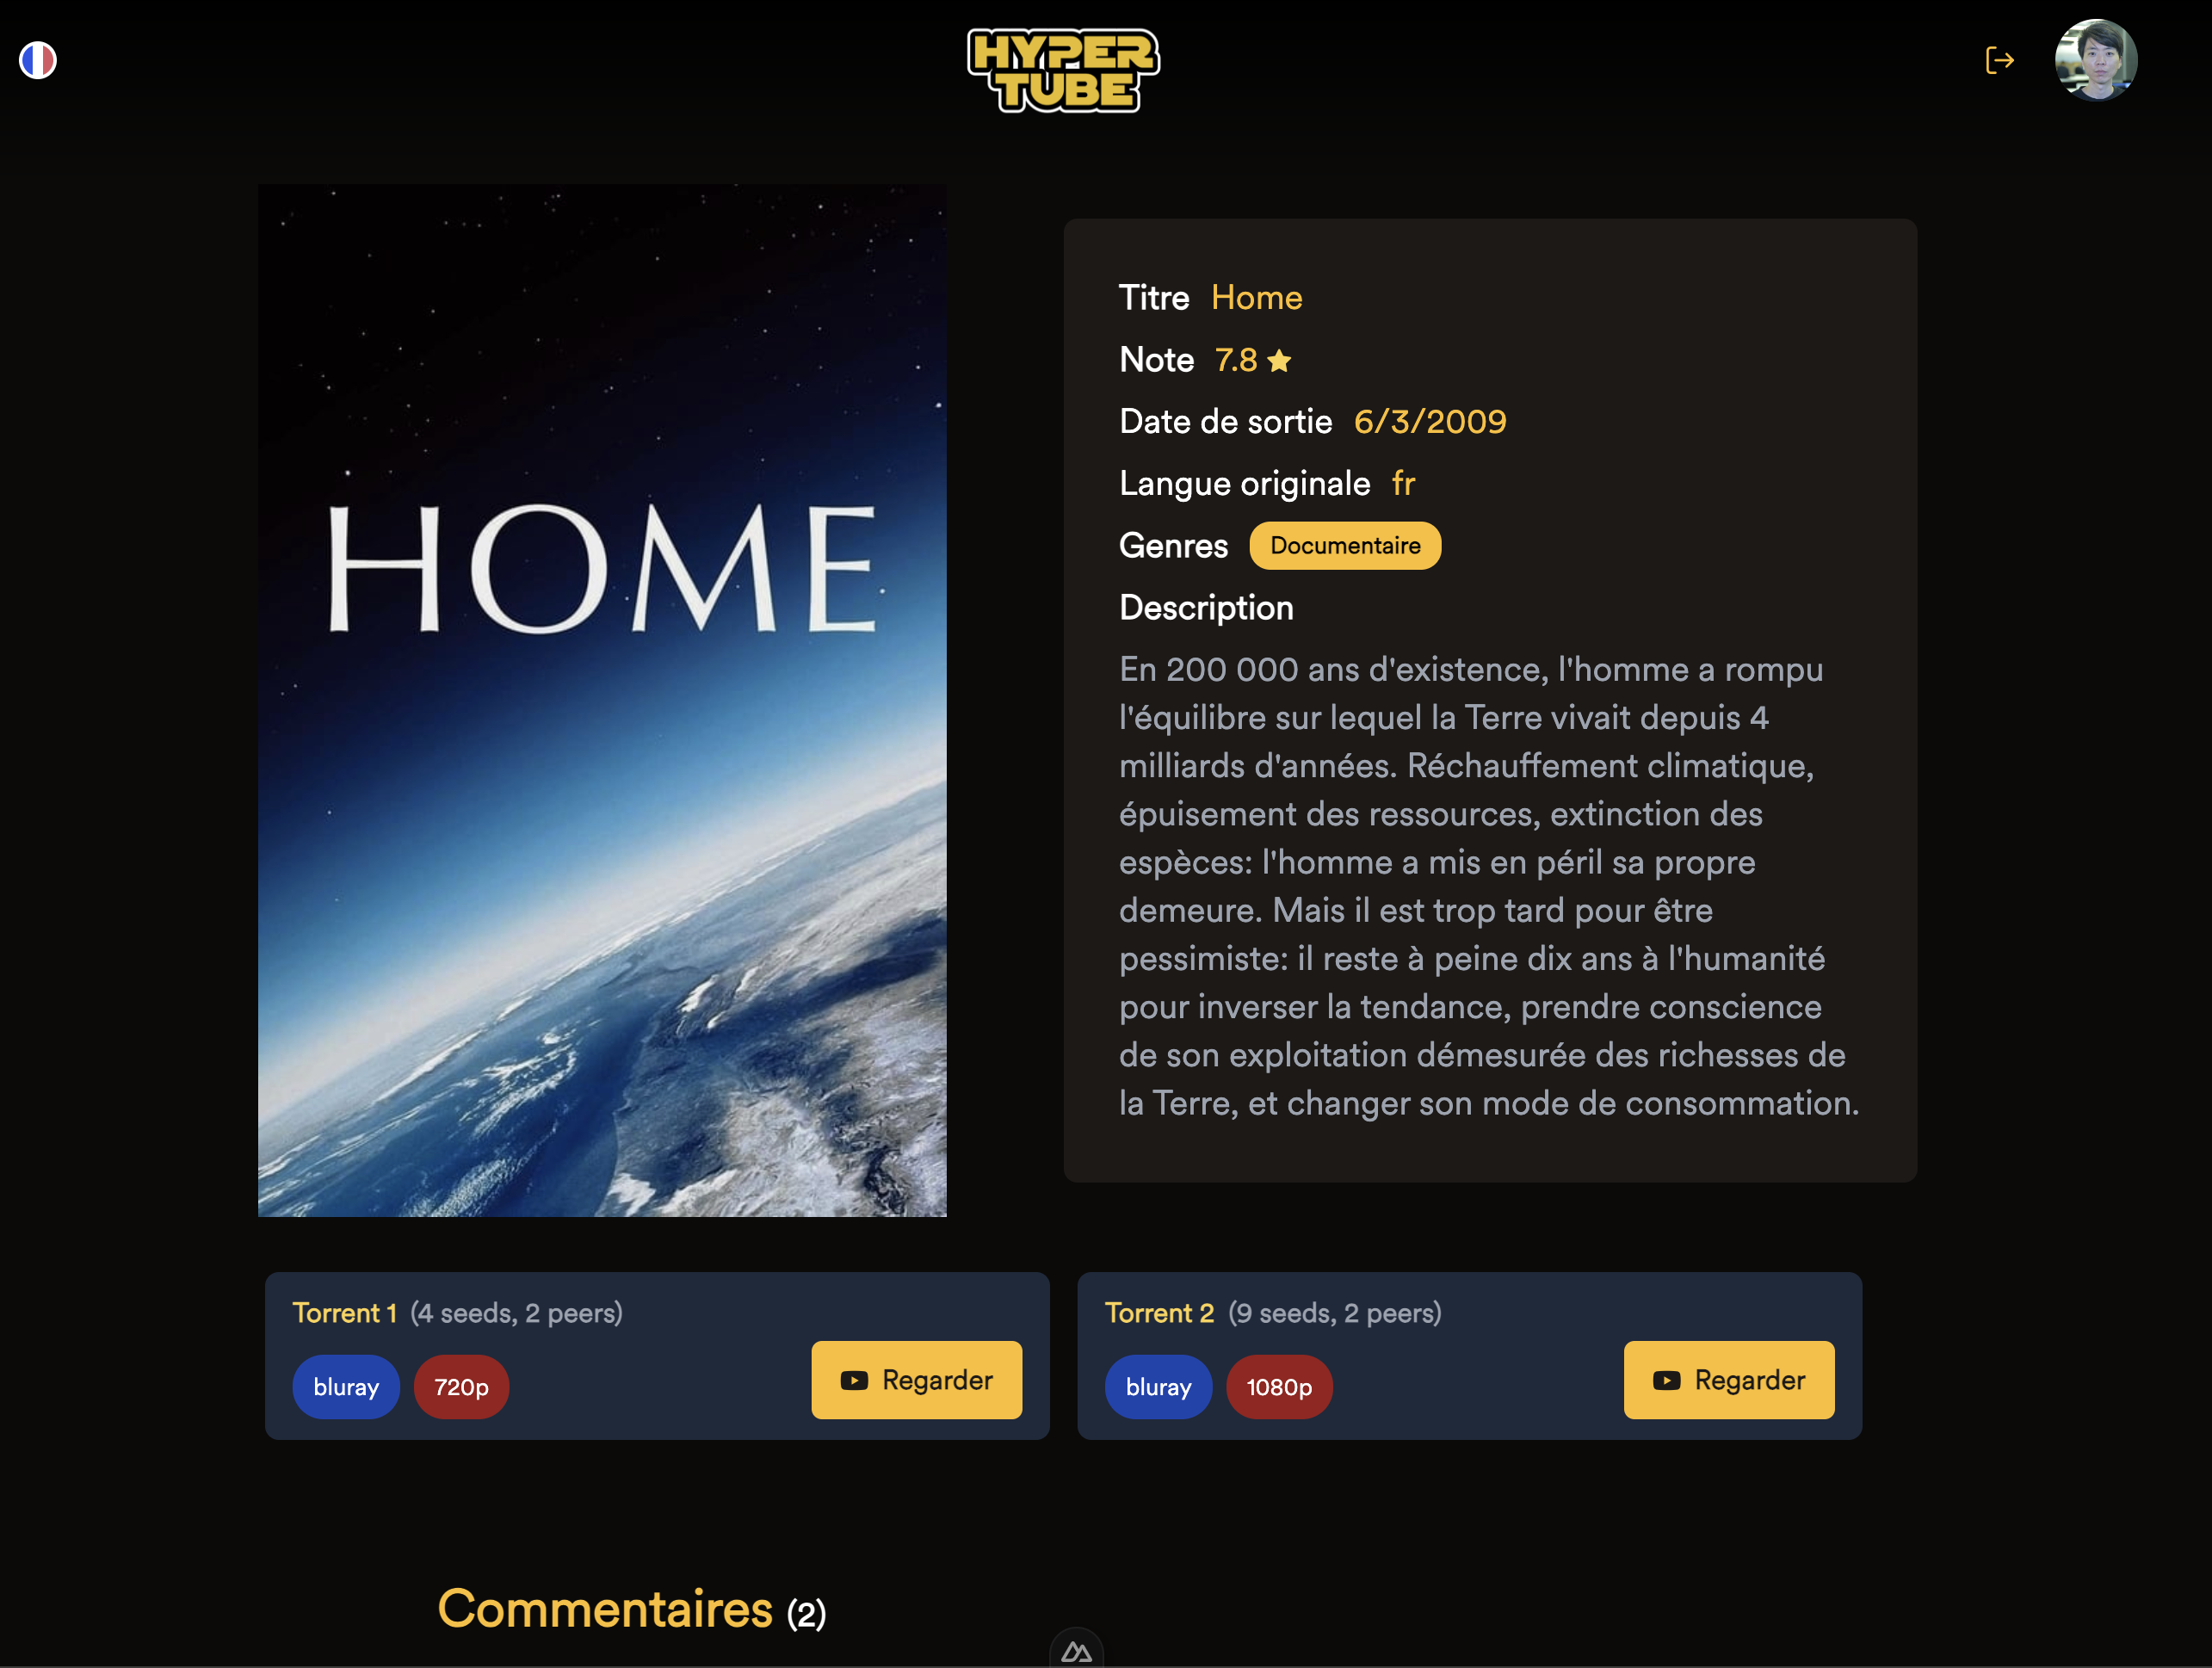 HYPER
TUBE
HOME
Titre Home
Note 7.8
Date de sortie 6/3/2009
Langue originale fr
Genres Documentaire
Description
En 200 000 ans d'existence, l'homme a rompu
l'équilibre sur lequel la Terre vivait depuis 4
milliards d'années. Réchauffement climatique,
épuisement des ressources, extinction des
espèces: l'homme a mis en péril sa propre
demeure. Mais il est trop tard pour être
pessimiste: il reste à peine dix ans à l'humanité
pour inverser la tendance, prendre conscience
de son exploitation démesurée des richesses de
la Terre, et changer son mode de consommation.
Torrent 1 (4 seeds, 2 peers)
bluray 720p Regarder
Torrent 2 (9 seeds, 2 peers)
bluray 1080p Regarder
Commentaires (2)